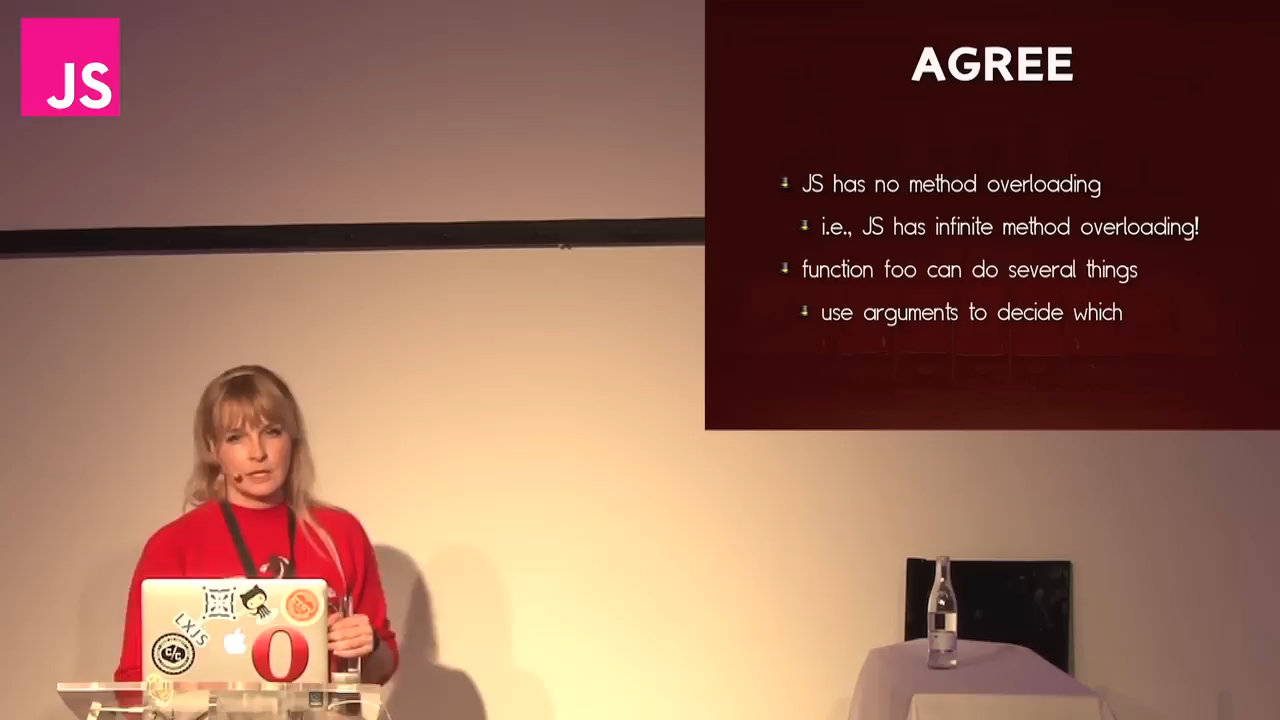 JS
AGREE
JS has no method overloading
i.e., JS has infinite method overloading!
function foo can do several things
use arguments to decide which
LXJS
c/c